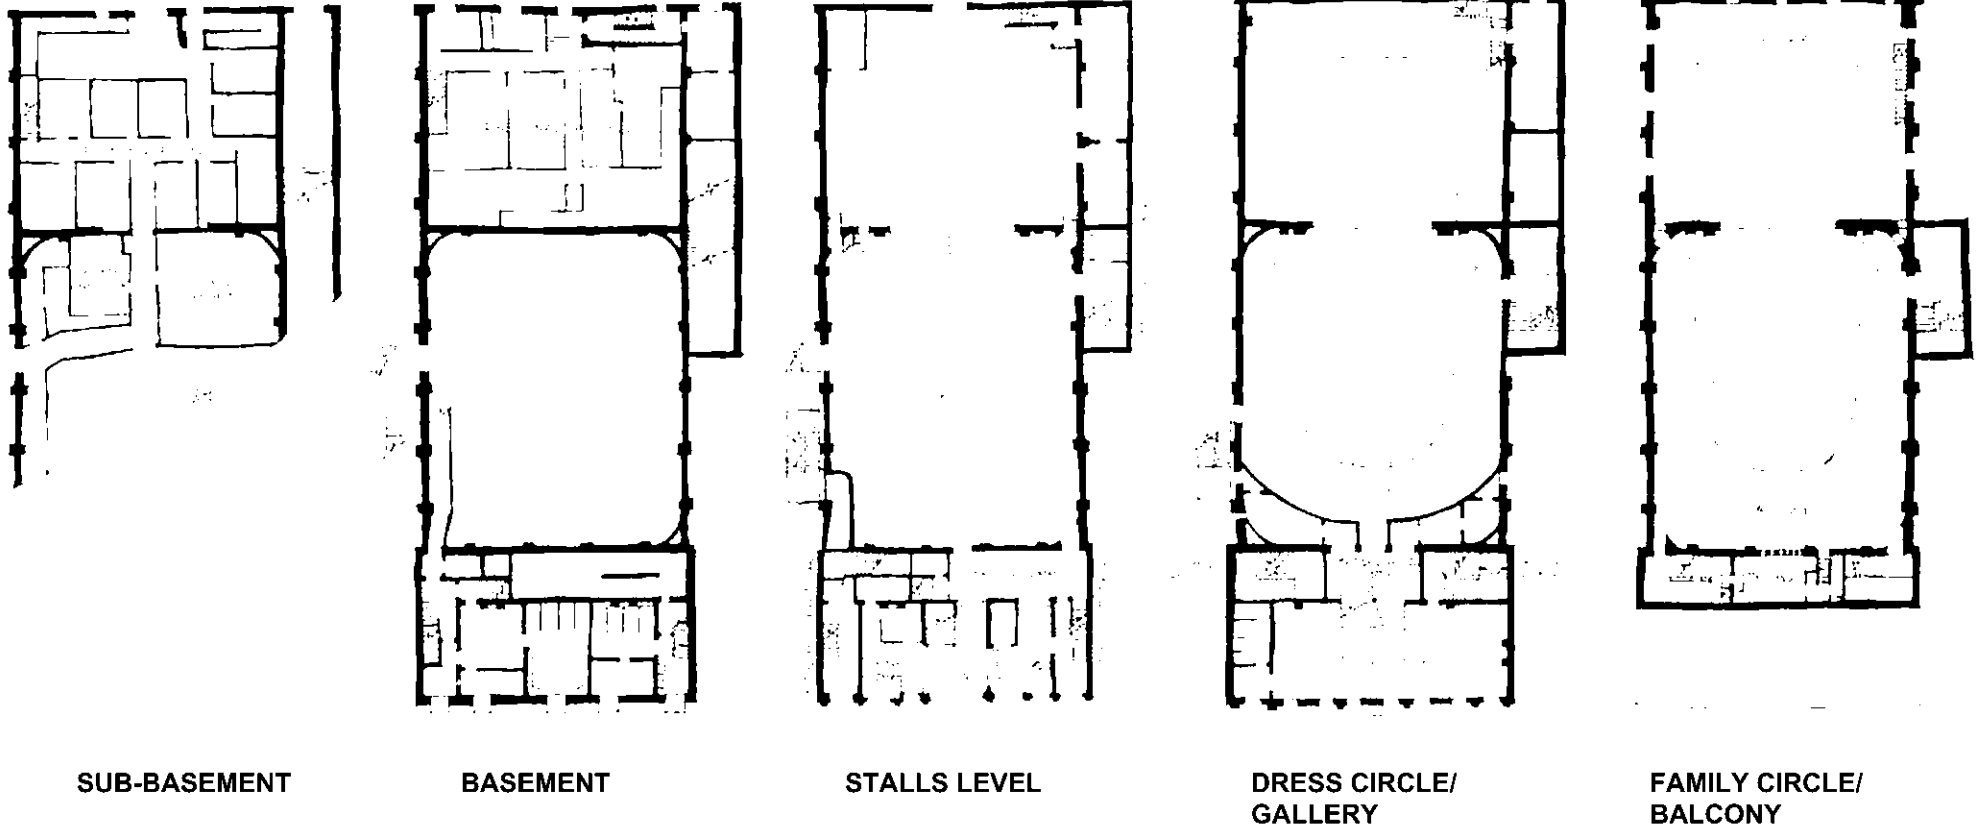 SUB-BASEMENT
BASEMENT
STALLS LEVEL
DRESS CIRCLE/
GALLERY
FAMILY CIRCLE/
BALCONY